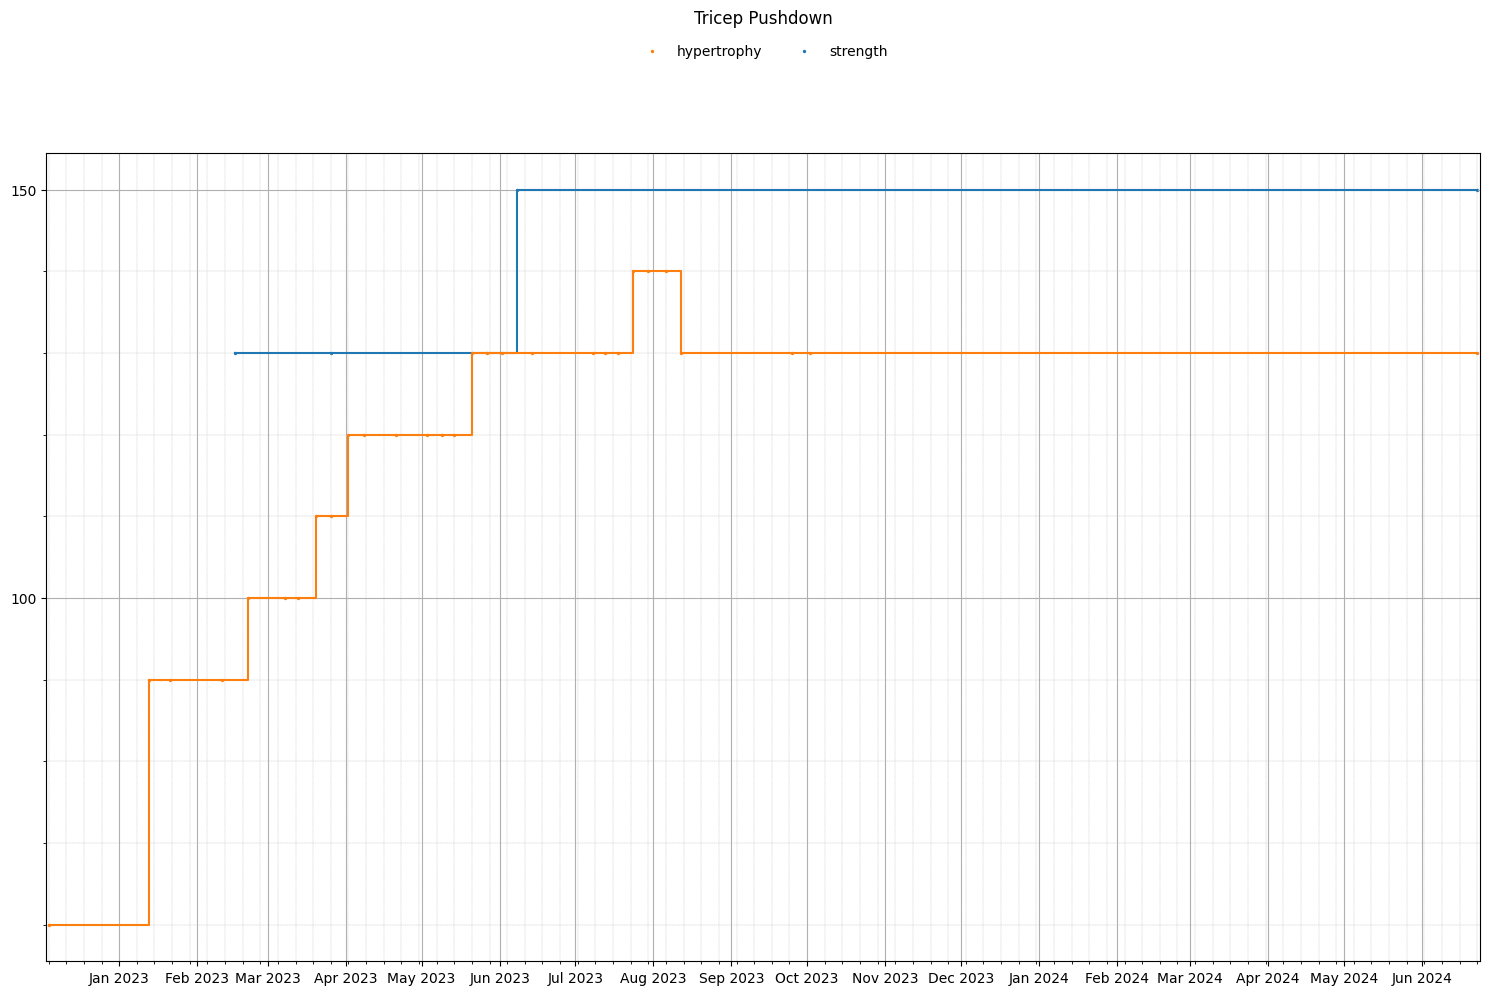 Tricep Pushdown
hypertrophy strength
150
100
Jan 2023 Feb 2023 Mar 2023 Apr 2023 May 2023 Jun 2023 Jul 2023 Aug 2023 Sep 2023 Oct 2023 Nov 2023 Dec 2023 Jan 2024 Feb 2024 Mar 2024 Apr 2024 May 2024 Jun 2024